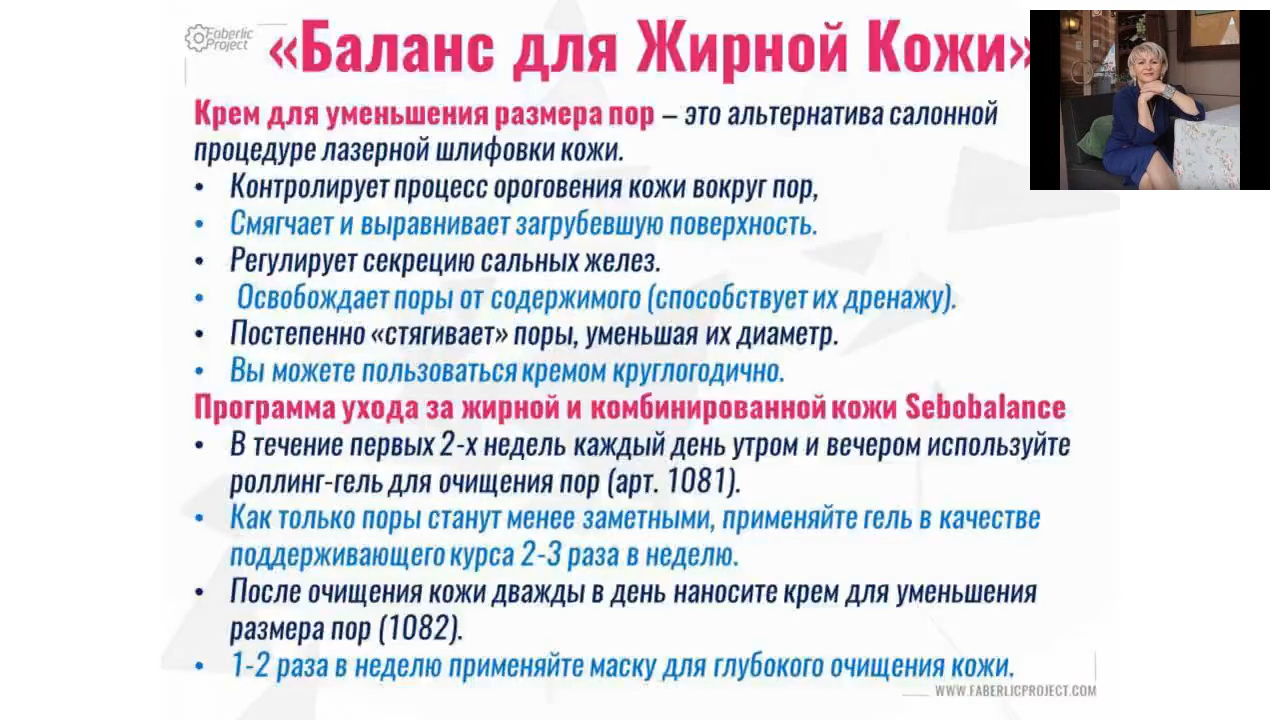 Faberlic
Project
«Баланс для Жирной Кожи»
Крем для уменьшения размера пор – это альтернатива салонной
процедуре лазерной шлифовки кожи.
• Контролирует процесс ороговения кожи вокруг пор,
• Смягчает и выравнивает загрубевшую поверхность.
• Регулирует секрецию сальных желез.
• Освобождает поры от содержимого (способствует их дренажу).
• Постепенно «стягивает» поры, уменьшая их диаметр.
• Вы можете пользоваться кремом круглогодично.
Программа ухода за жирной и комбинированной кожи Sebobalance
• В течение первых 2-х недель каждый день утром и вечером используйте
роллинг-гель для очищения пор (арт. 1081).
• Как только поры станут менее заметными, применяйте гель в качестве
поддерживающего курса 2-3 раза в неделю.
• После очищения кожи дважды в день наносите крем для уменьшения
размера пор (1082).
• 1-2 раза в неделю применяйте маску для глубокого очищения кожи.
WWW.FABERLICPROJECT.COM